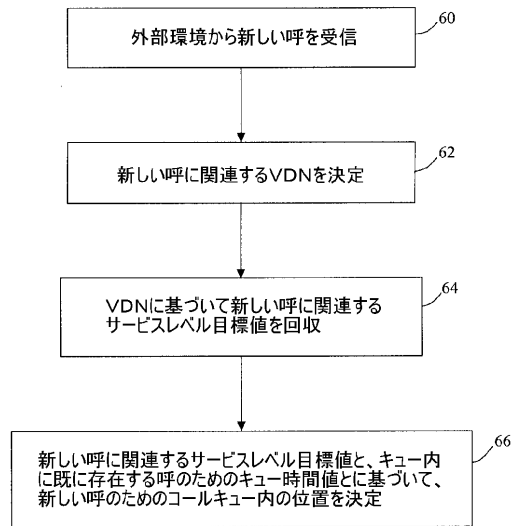 外部環境から新しい呼を受信
60
新しい呼に関連するVDNを決定
62
VDNに基づいて新しい呼に関連する
サービスレベル目標値を回収
64
新しい呼に関連するサービスレベル目標値と、キュー内
に既に存在する呼のためのキュー時間値とに基づいて、
新しい呼のためのコールキュー内の位置を決定
66